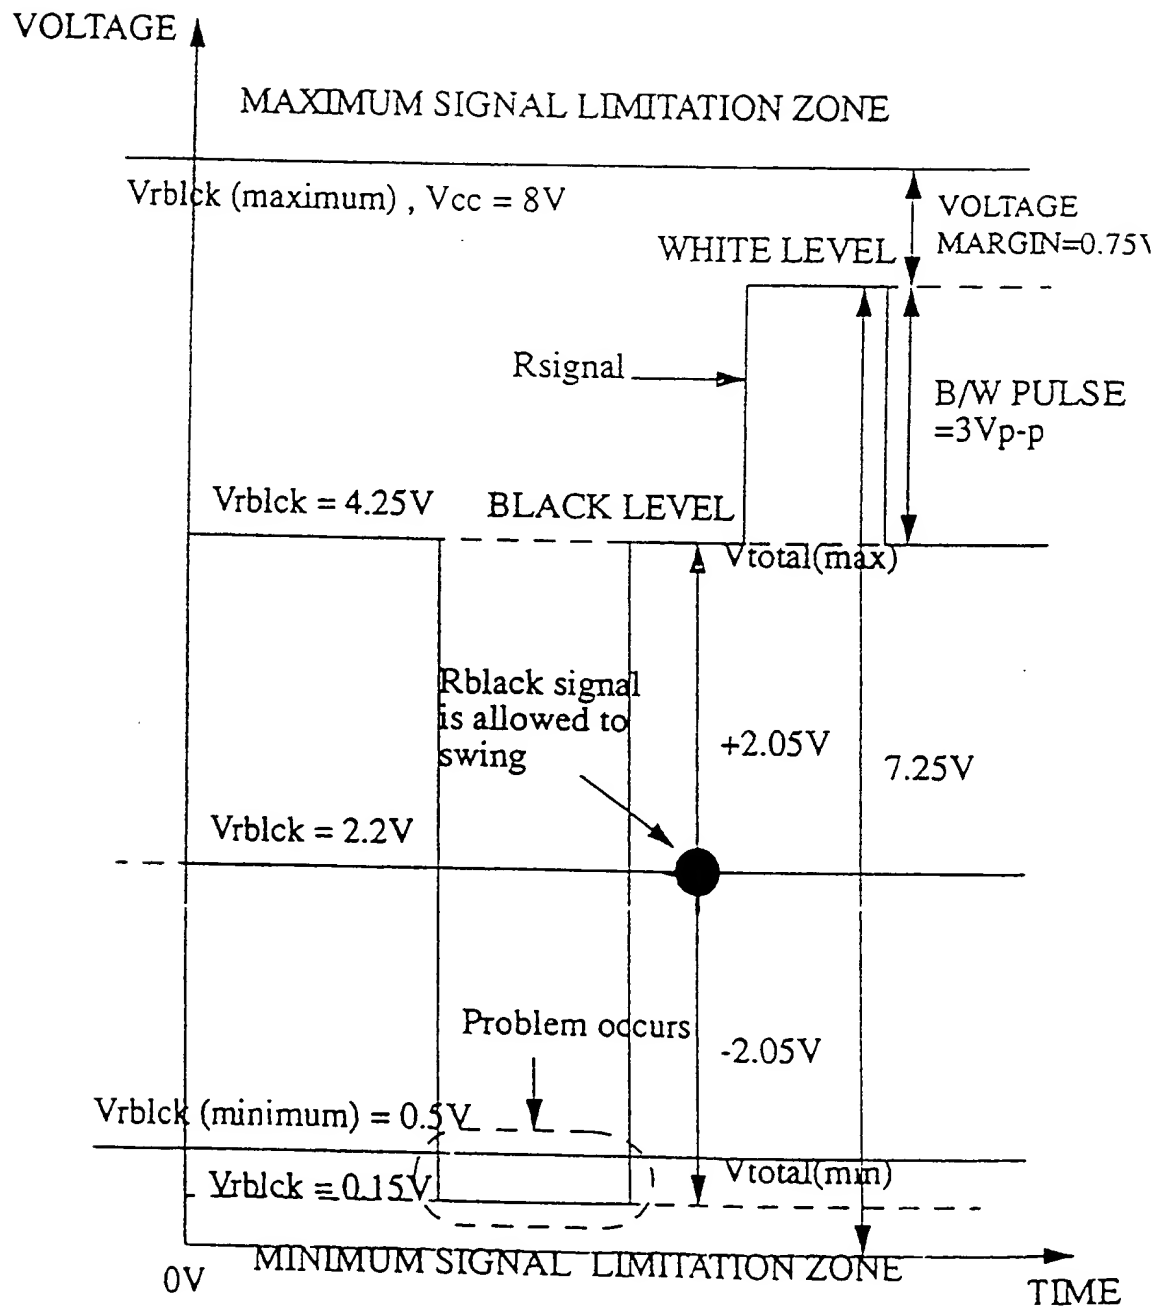 VOLTAGE
MAXIMUM SIGNAL LIMITATION ZONE
Vrblck (maximum) , Vcc = 8V
VOLTAGE
MARGIN=0.75V
WHITE LEVEL
Rsignal
B/W PULSE
=3Vp-p
Vrblck = 4.25V
BLACK LEVEL
Vtotal(max)
Rblack signal
is allowed to
swing
+2.05V
7.25V
Vrblck = 2.2V
Problem occurs
-2.05V
Vrblck (minimum) = 0.5V
Vtotal(min)
Vrblck = 0.15V
MINIMUM SIGNAL LIMITATION ZONE
0V
TIME